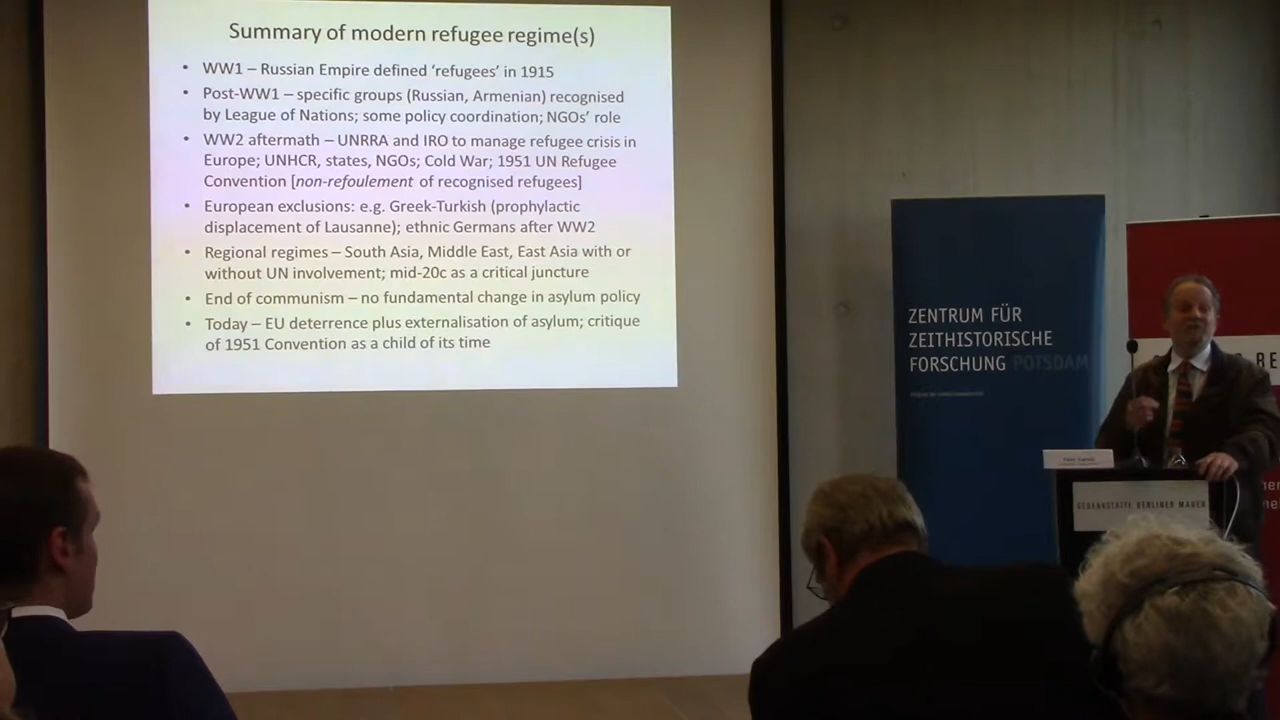 Summary of modern refugee regime(s)
• WW1 – Russian Empire defined ‘refugees’ in 1915
• Post-WW1 – specific groups (Russian, Armenian) recognised
by League of Nations; some policy coordination; NGOs’ role
• WW2 aftermath – UNRRA and IRO to manage refugee crisis in
Europe; UNHCR, states, NGOs; Cold War; 1951 UN Refugee
Convention [non-refoulement of recognised refugees]
• European exclusions: e.g. Greek-Turkish (prophylactic
displacement of Lausanne); ethnic Germans after WW2
• Regional regimes – South Asia, Middle East, East Asia with or
without UN involvement; mid-20c as a critical juncture
• End of communism – no fundamental change in asylum policy
• Today – EU deterrence plus externalisation of asylum; critique
of 1951 Convention as a child of its time
ZENTRUM FÜR
ZEITHISTORISCHE
FORSCHUNG POTSDAM
GEDENKSTÄTTE BERLINER MAUER